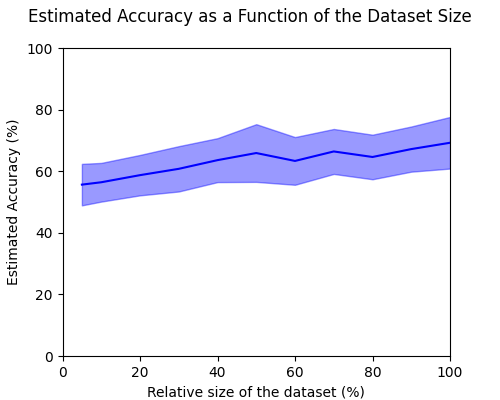 Estimated Accuracy as a Function of the Dataset Size
100
80
60
40
20
0
Estimated Accuracy (%)
0 20 40 60 80 100
Relative size of the dataset (%)